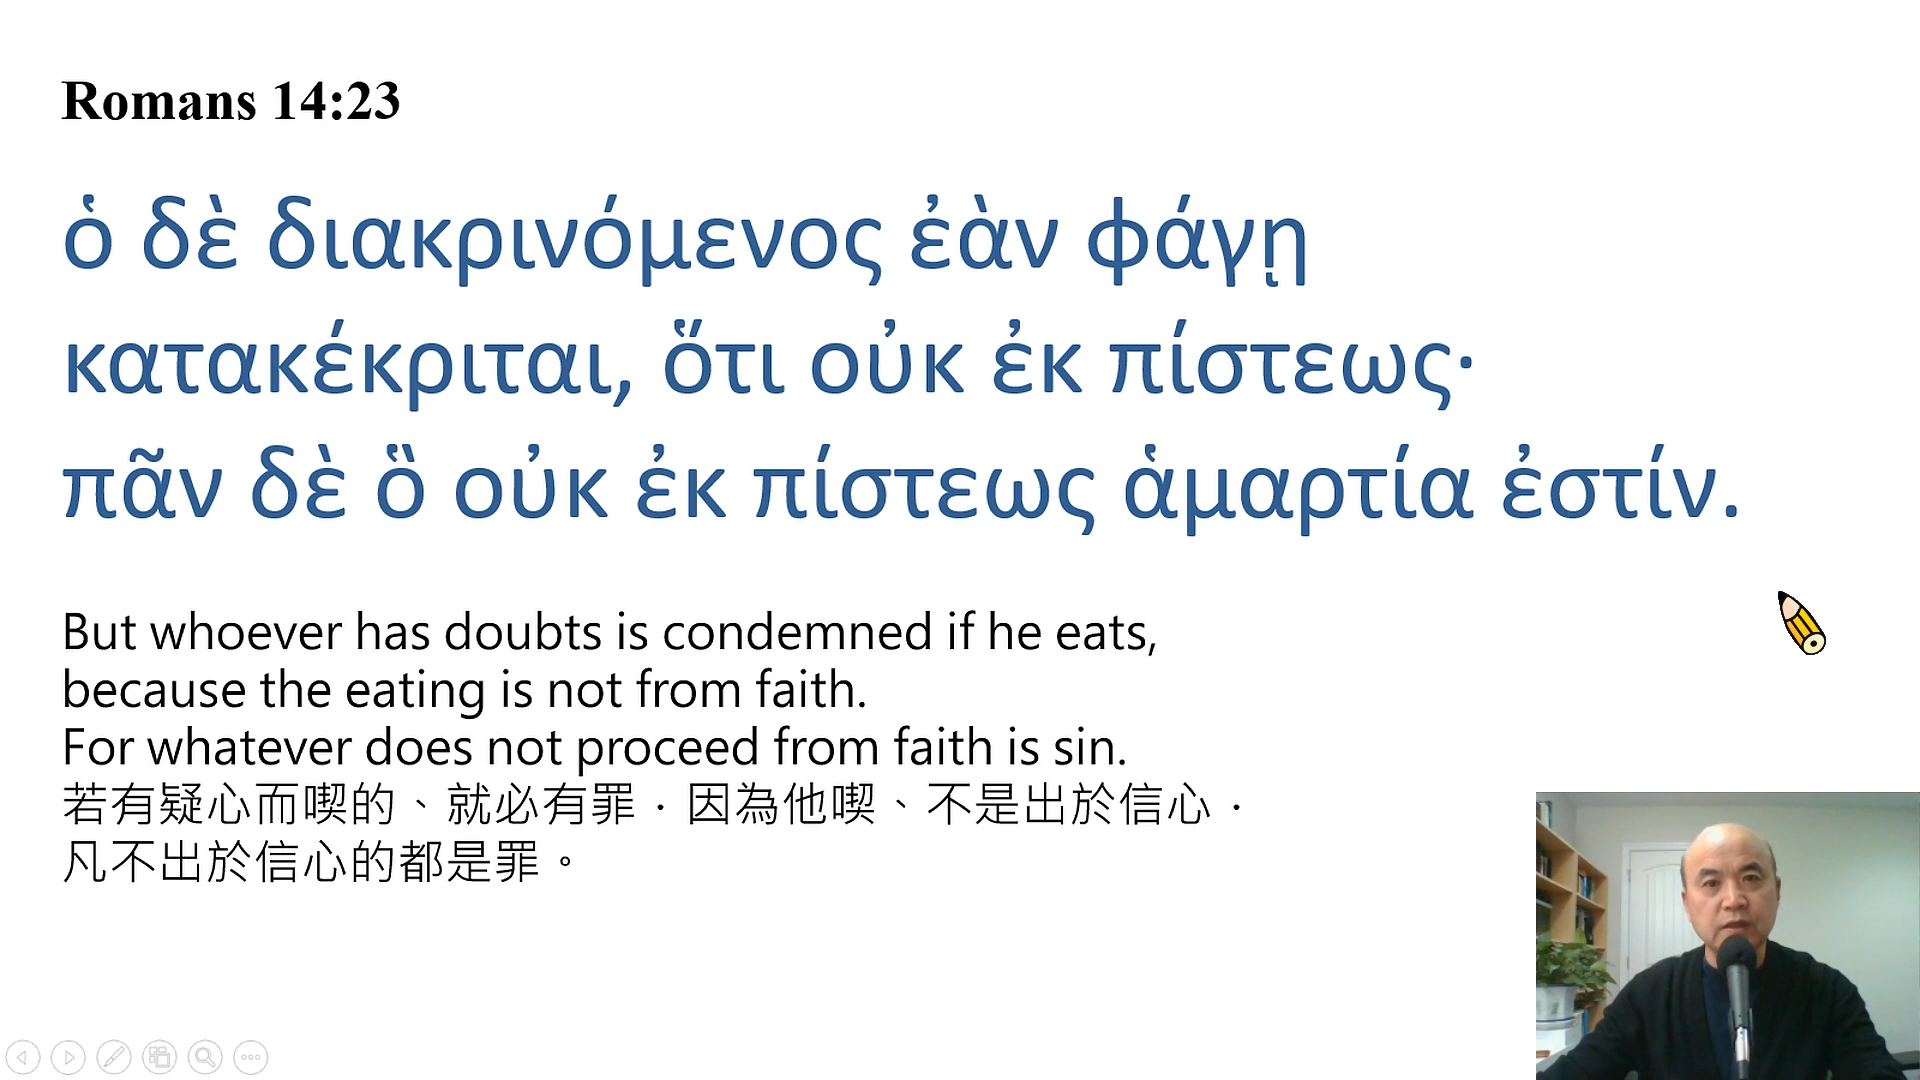 Romans 14:23
ὁ δὲ διακρινόμενος ἐὰν φάγῃ
κατακέκριται, ὅτι οὐκ ἐκ πίστεως·
πᾶν δὲ ὃ οὐκ ἐκ πίστεως ἁμαρτία ἐστίν.
But whoever has doubts is condemned if he eats,
because the eating is not from faith.
For whatever does not proceed from faith is sin.
若有疑心而喫的、就必有罪．因為他喫、不是出於信心．
凡不出於信心的都是罪。